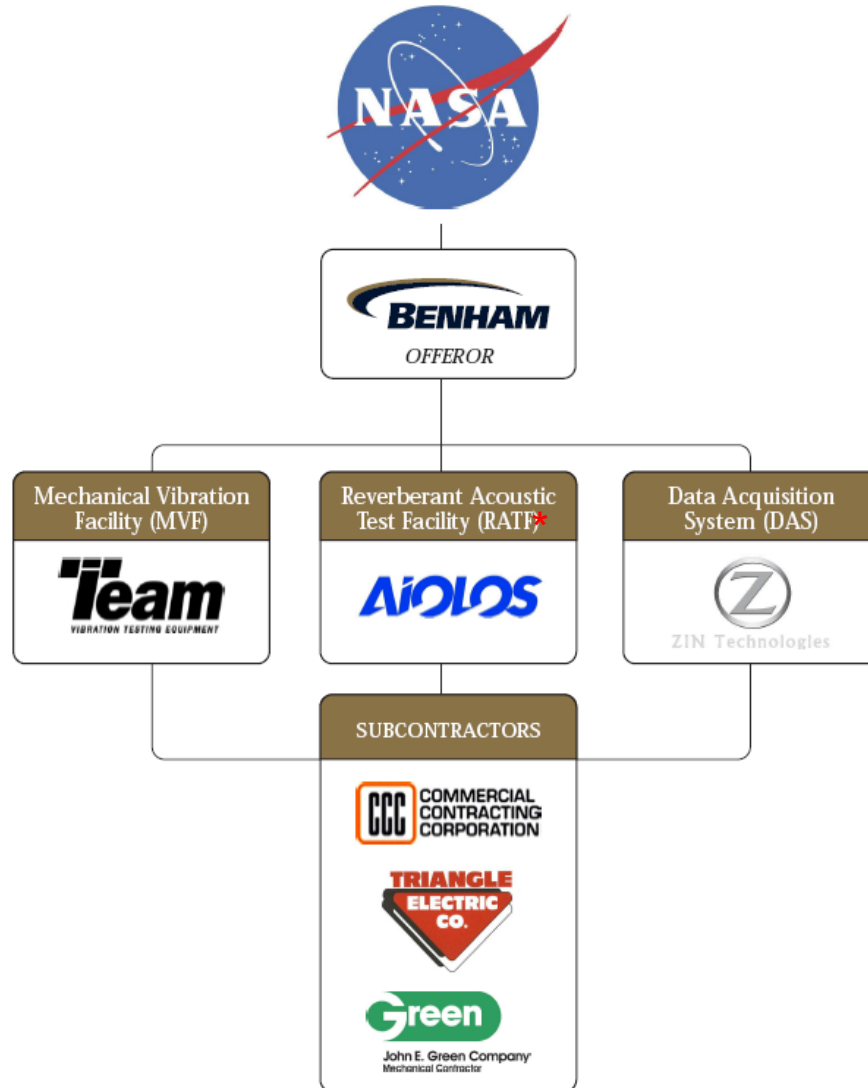 NASA
BENHAM
OFFEROR
Mechanical Vibration
Facility (MVF)
Team
VIBRATION TESTING EQUIPMENT
Reverberant Acoustic
Test Facility (RATF)*
AiOLOS
Data Acquisition
System (DAS)
Z
ZIN Technologies
SUBCONTRACTORS
CCC
COMMERCIAL
CONTRACTING
CORPORATION
TRIANGLE
ELECTRIC
CO.
Green
John E. Green Company
Mechanical Contractor